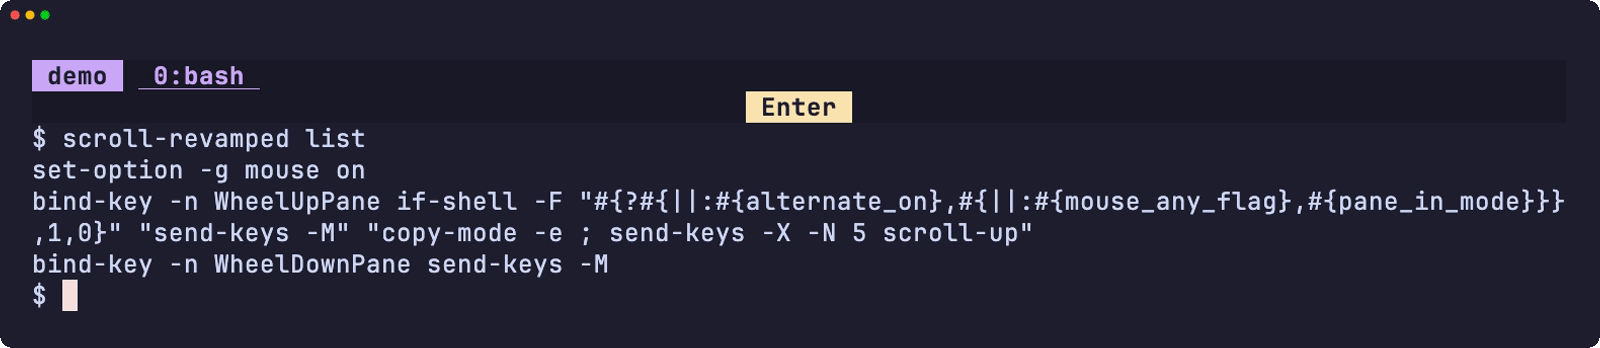 demo 0:bash
Enter
$ scroll-revamped list
set-option -g mouse on
bind-key -n WheelUpPane if-shell -F "#{?#{||:#{alternate_on},#{||:#{mouse_any_flag},#{pane_in_mode}}}
,1,0}" "send-keys -M" "copy-mode -e ; send-keys -X -N 5 scroll-up"
bind-key -n WheelDownPane send-keys -M
$